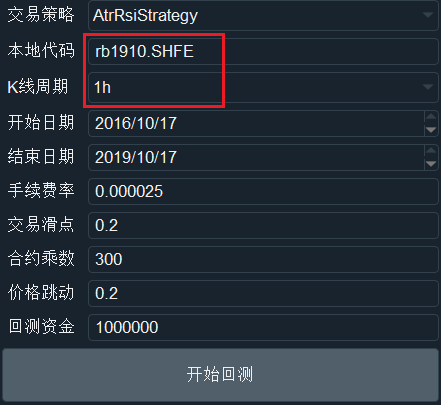 交易策略 AtrRsiStrategy
本地代码 rb1910.SHFE
K线周期 1h
开始日期 2016/10/17
结束日期 2019/10/17
手续费率 0.000025
交易滑点 0.2
合约乘数 300
价格跳动 0.2
回测资金 1000000
开始回测